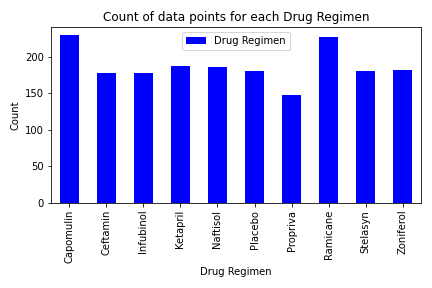 Count of data points for each Drug Regimen
Drug Regimen
200
150
100
50
0
Count
Capomulin
Ceftamin
Infubinol
Ketapril
Naftisol
Placebo
Propriva
Ramicane
Stelasyn
Zoniferol
Drug Regimen